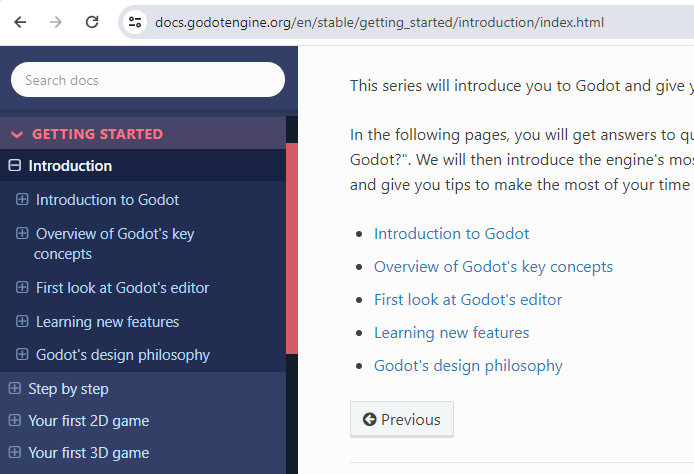 docs.godotengine.org/en/stable/getting_started/introduction/index.html
Search docs
GETTING STARTED
Introduction
Introduction to Godot
Overview of Godot's key
concepts
First look at Godot's editor
Learning new features
Godot's design philosophy
Step by step
Your first 2D game
Your first 3D game
This series will introduce you to Godot and give
In the following pages, you will get answers to
Godot?". We will then introduce the engine's
and give you tips to make the most of your time
Introduction to Godot
Overview of Godot's key concepts
First look at Godot's editor
Learning new features
Godot's design philosophy
Previous